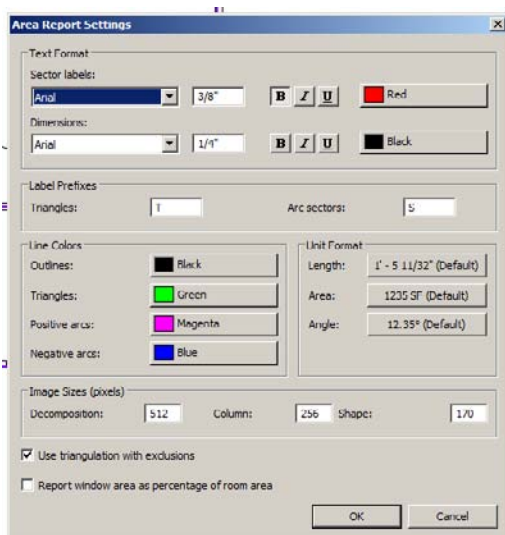 Area Report Settings
Text Format
Sector labels:
Arial 3/8" B I U Red
Dimensions:
Arial 1/4" B I U Black
Label Prefixes
Triangles: T Arc sectors: S
Line Colors
Outlines: Black
Triangles: Green
Positive arcs: Magenta
Negative arcs: Blue
Unit Format
Length: 1' - 5 11/32" (Default)
Area: 1235 SF (Default)
Angle: 12.35° (Default)
Image Sizes (pixels)
Decomposition: 512 Column: 256 Shape: 170
Use triangulation with exclusions
Report window area as percentage of room area
OK Cancel